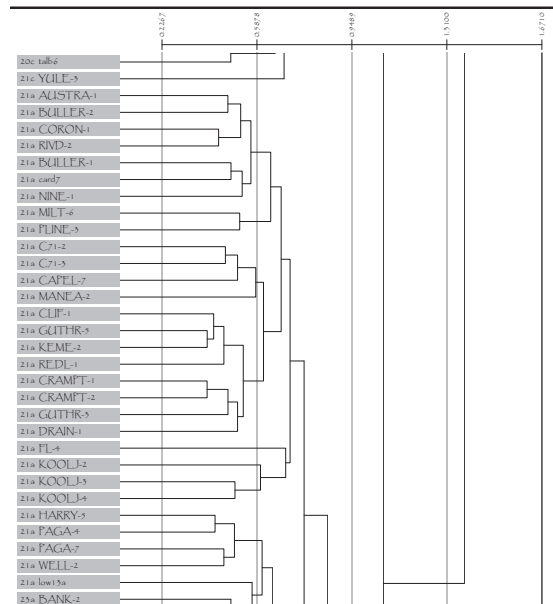 0.2267
0.5878
0.9489
1.3100
1.6710
20c talb6
21c YULE-3
21a AUSTRA-1
21a BULLER-2
21a CORON-1
21a RIVD-2
21a BULLER-1
21a card7
21a NINE-1
21a MILT-6
21a PLINE-3
21a C71-2
21a C71-3
21a CAPEL-7
21a MANEA-2
21a CLIF-1
21a GUTHR-5
21a KEME-2
21a REDL-1
21a CRAMPT-1
21a CRAMPT-2
21a GUTHR-3
21a DRAIN-1
21a FL-4
21a KOOLJ-2
21a KOOLJ-3
21a KOOLJ-4
21a HARRY-5
21a PAGA-4
21a PAGA-7
21a WELL-2
21a low13a
23a BANK-2